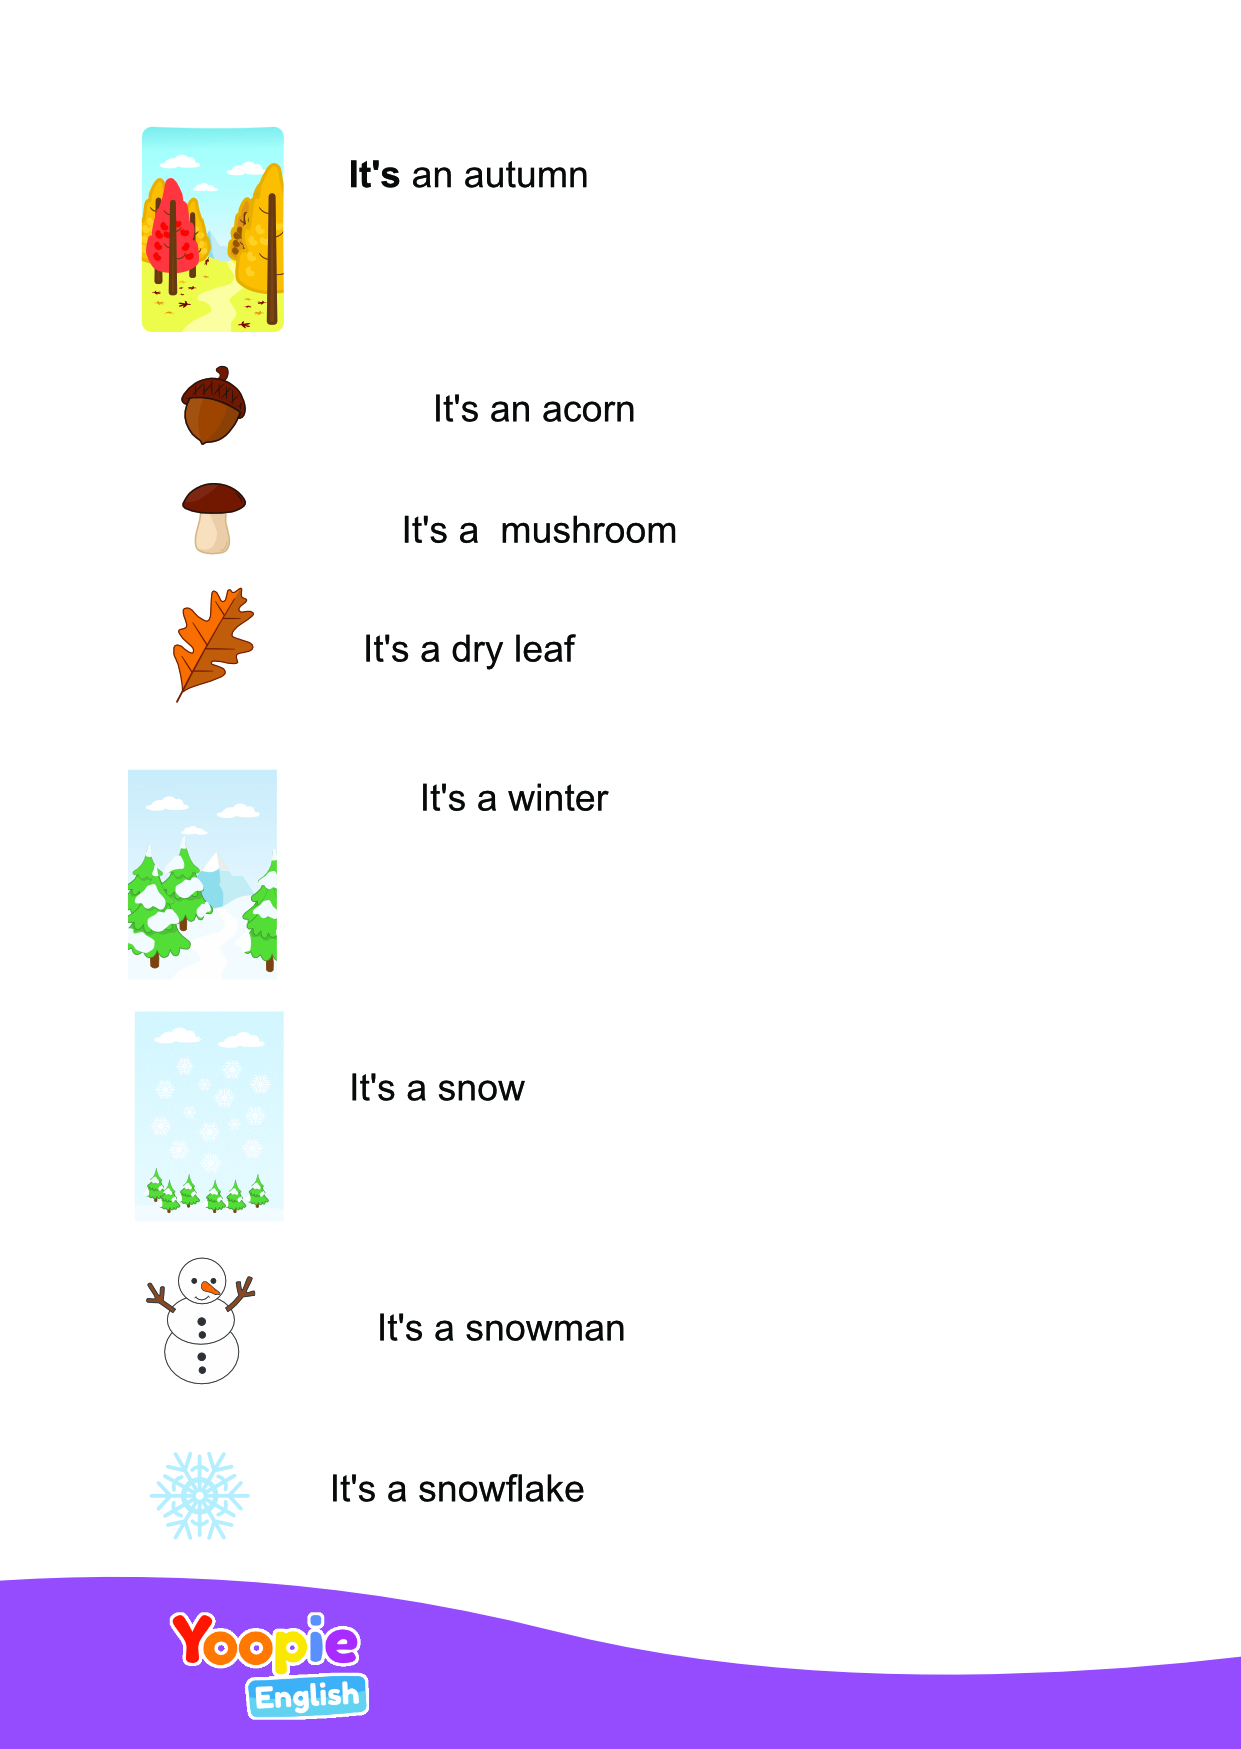 It's an autumn
It's an acorn
It's a  mushroom
It's a dry leaf
It's a winter
It's a snow
It's a snowman
It's a snowflake
Yoopie
English